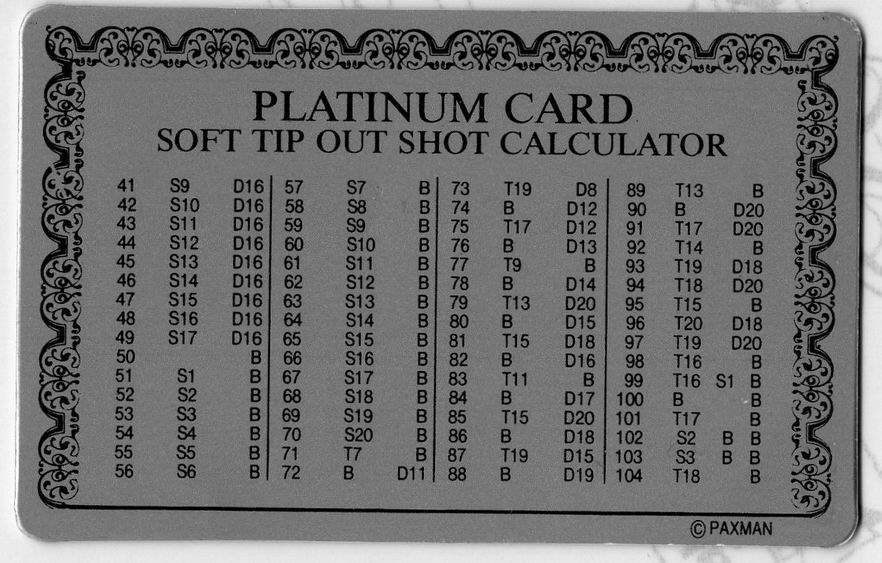 PLATINUM CARD
SOFT TIP OUT SHOT CALCULATOR
41 S9 D16 57 S7 B 73 T19 D8 89 T13 B
42 S10 D16 58 S8 B 74 B D12 90 B D20
43 S11 D16 59 S9 B 75 T17 D12 91 T17 D20
44 S12 D16 60 S10 B 76 B D13 92 T14 B
45 S13 D16 61 S11 B 77 T9 B 93 T19 D18
46 S14 D16 62 S12 B 78 B D14 94 T18 D20
47 S15 D16 63 S13 B 79 T13 D20 95 T15 B
48 S16 D16 64 S14 B 80 B D15 96 T20 D18
49 S17 D16 65 S15 B 81 T15 D18 97 T19 D20
50 B 66 S16 B 82 B D16 98 T16 B
51 S1 B 67 S17 B 83 T11 B 99 T16 S1 B
52 S2 B 68 S18 B 84 B D17 100 B B
53 S3 B 69 S19 B 85 T15 D20 101 T17 B
54 S4 B 70 S20 B 86 B D18 102 S2 B B
55 S5 B 71 T7 B 87 T19 D15 103 S3 B B
56 S6 B 72 B D11 88 B D19 104 T18 B
© PAXMAN